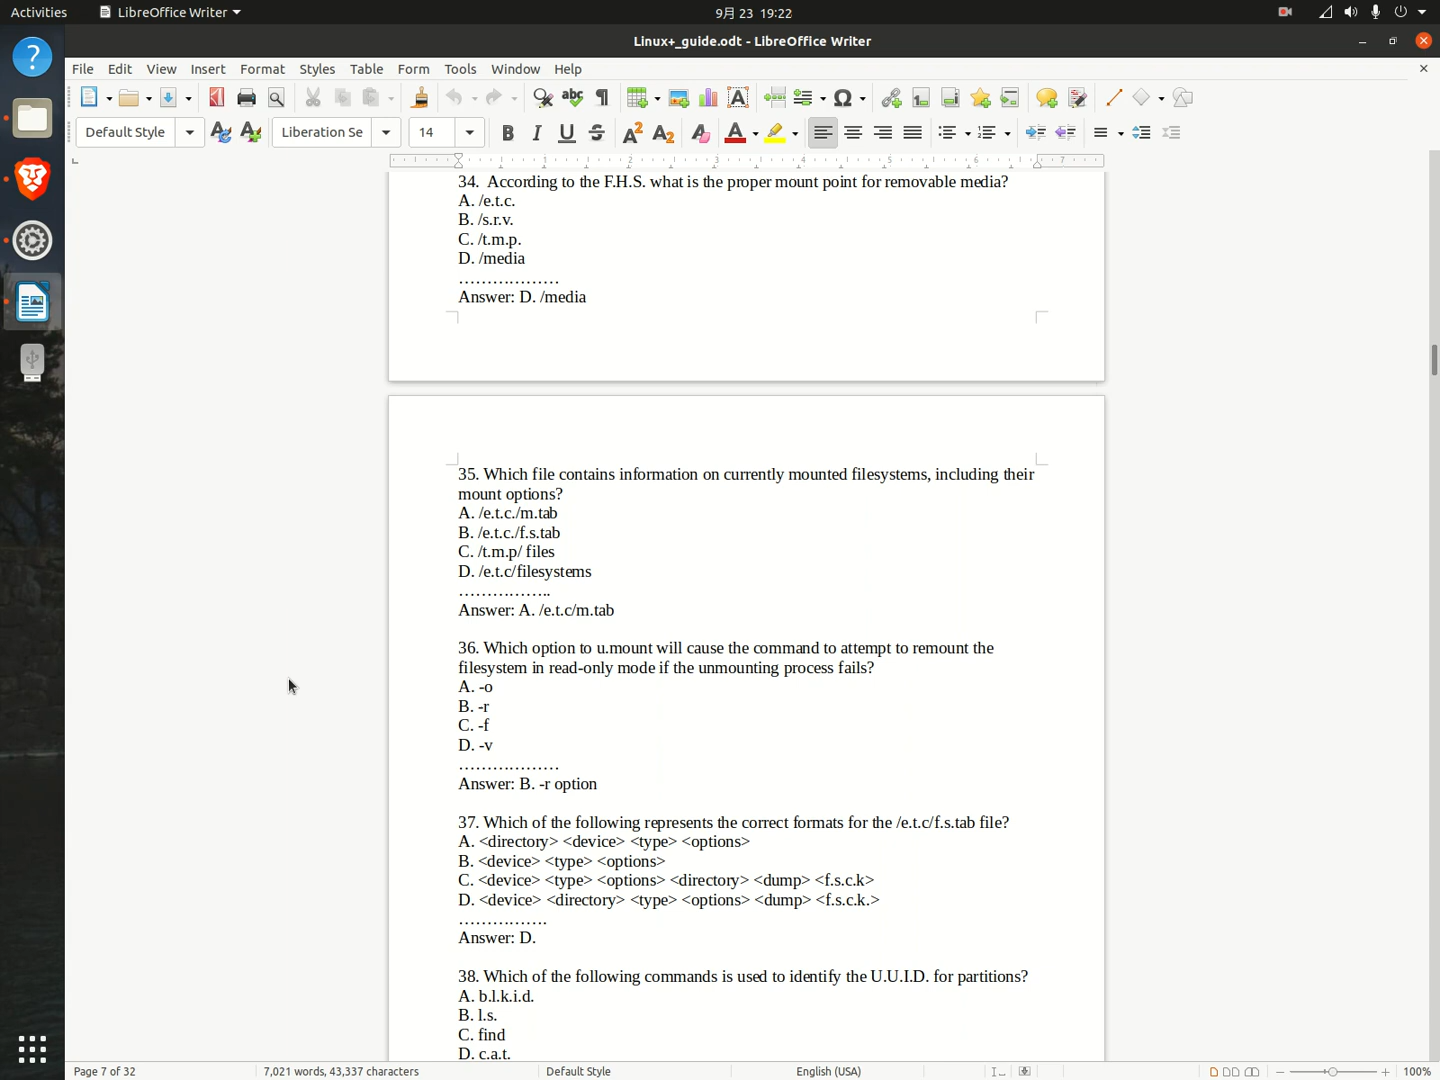 Activities LibreOffice Writer 9月 23 19:22
Linux+_guide.odt - LibreOffice Writer
File Edit View Insert Format Styles Table Form Tools Window Help
Default Style Liberation Se 14
34. According to the F.H.S. what is the proper mount point for removable media?
A. /e.t.c.
B. /s.r.v.
C. /t.m.p.
D. /media
………………
Answer: D. /media
35. Which file contains information on currently mounted filesystems, including their
mount options?
A. /e.t.c./m.tab
B. /e.t.c./f.s.tab
C. /t.m.p/ files
D. /e.t.c/filesystems
……………..
Answer: A. /e.t.c/m.tab
36. Which option to u.mount will cause the command to attempt to remount the
filesystem in read-only mode if the unmounting process fails?
A. -o
B. -r
C. -f
D. -v
………………
Answer: B. -r option
37. Which of the following represents the correct formats for the /e.t.c/f.s.tab file?
A. <directory> <device> <type> <options>
B. <device> <type> <options>
C. <device> <type> <options> <directory> <dump> <f.s.c.k>
D. <device> <directory> <type> <options> <dump> <f.s.c.k.>
…………….
Answer: D.
38. Which of the following commands is used to identify the U.U.I.D. for partitions?
A. b.l.k.i.d.
B. l.s.
C. find
D. c.a.t.
Page 7 of 32 7,021 words, 43,337 characters Default Style English (USA) 100%